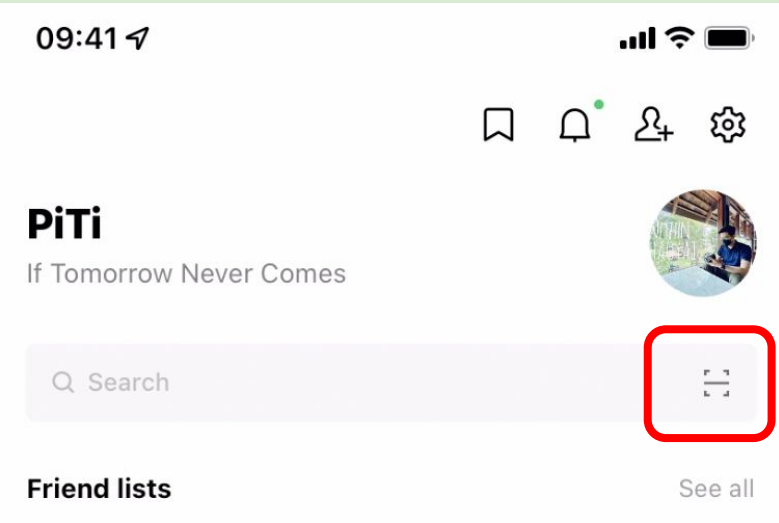 09:41
PiTi
If Tomorrow Never Comes
Search
Friend lists
See all